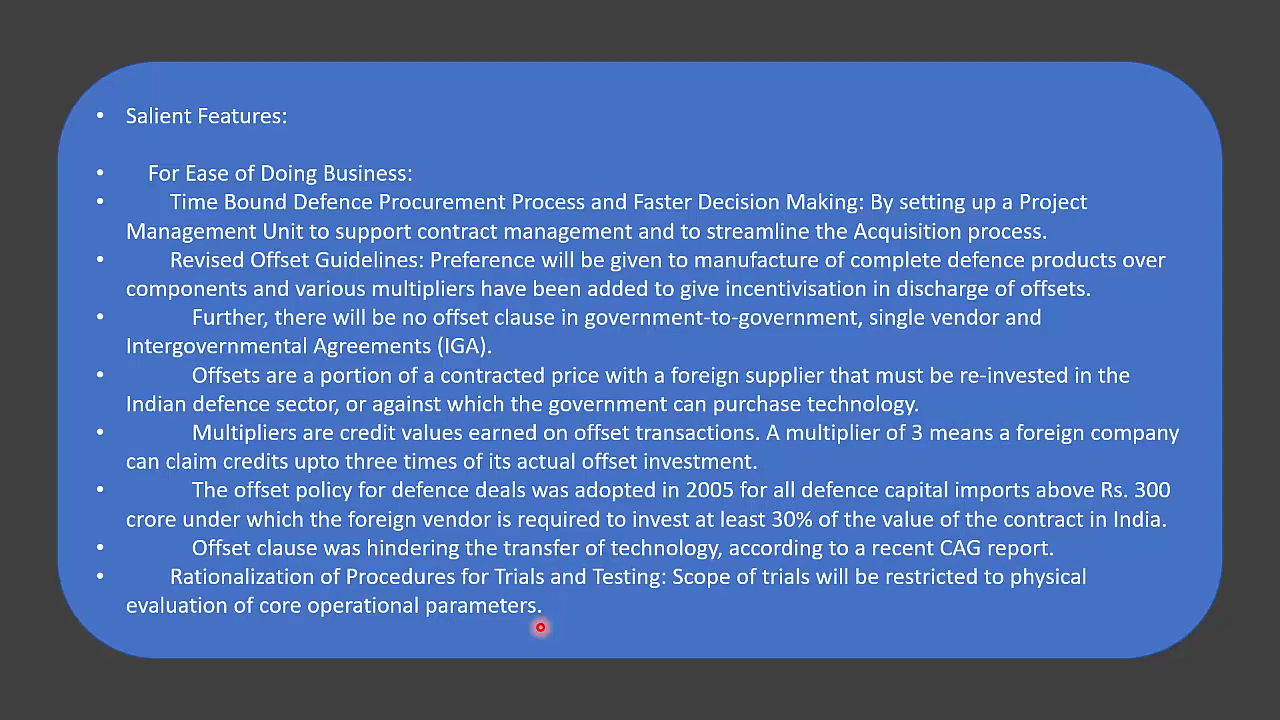 • Salient Features:
• For Ease of Doing Business:
• Time Bound Defence Procurement Process and Faster Decision Making: By setting up a Project
Management Unit to support contract management and to streamline the Acquisition process.
• Revised Offset Guidelines: Preference will be given to manufacture of complete defence products over
components and various multipliers have been added to give incentivisation in discharge of offsets.
• Further, there will be no offset clause in government-to-government, single vendor and
Intergovernmental Agreements (IGA).
• Offsets are a portion of a contracted price with a foreign supplier that must be re-invested in the
Indian defence sector, or against which the government can purchase technology.
• Multipliers are credit values earned on offset transactions. A multiplier of 3 means a foreign company
can claim credits upto three times of its actual offset investment.
• The offset policy for defence deals was adopted in 2005 for all defence capital imports above Rs. 300
crore under which the foreign vendor is required to invest at least 30% of the value of the contract in India.
• Offset clause was hindering the transfer of technology, according to a recent CAG report.
• Rationalization of Procedures for Trials and Testing: Scope of trials will be restricted to physical
evaluation of core operational parameters.